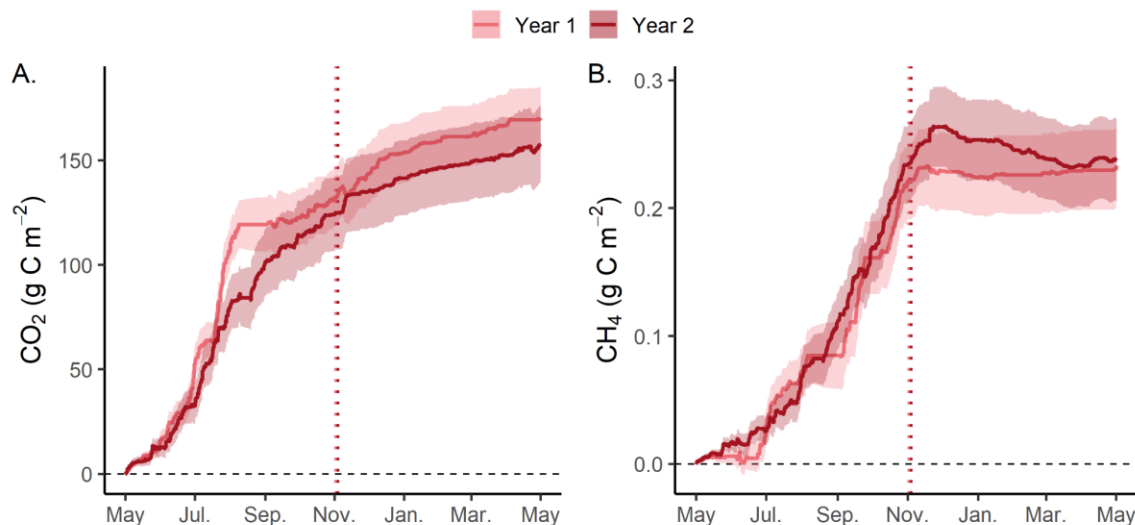 Year 1 Year 2
A.
CO₂ (g C m⁻²)
150
100
50
0
May Jul. Sep. Nov. Jan. Mar. May
B.
CH₄ (g C m⁻²)
0.3
0.2
0.1
0.0
May Jul. Sep. Nov. Jan. Mar. May